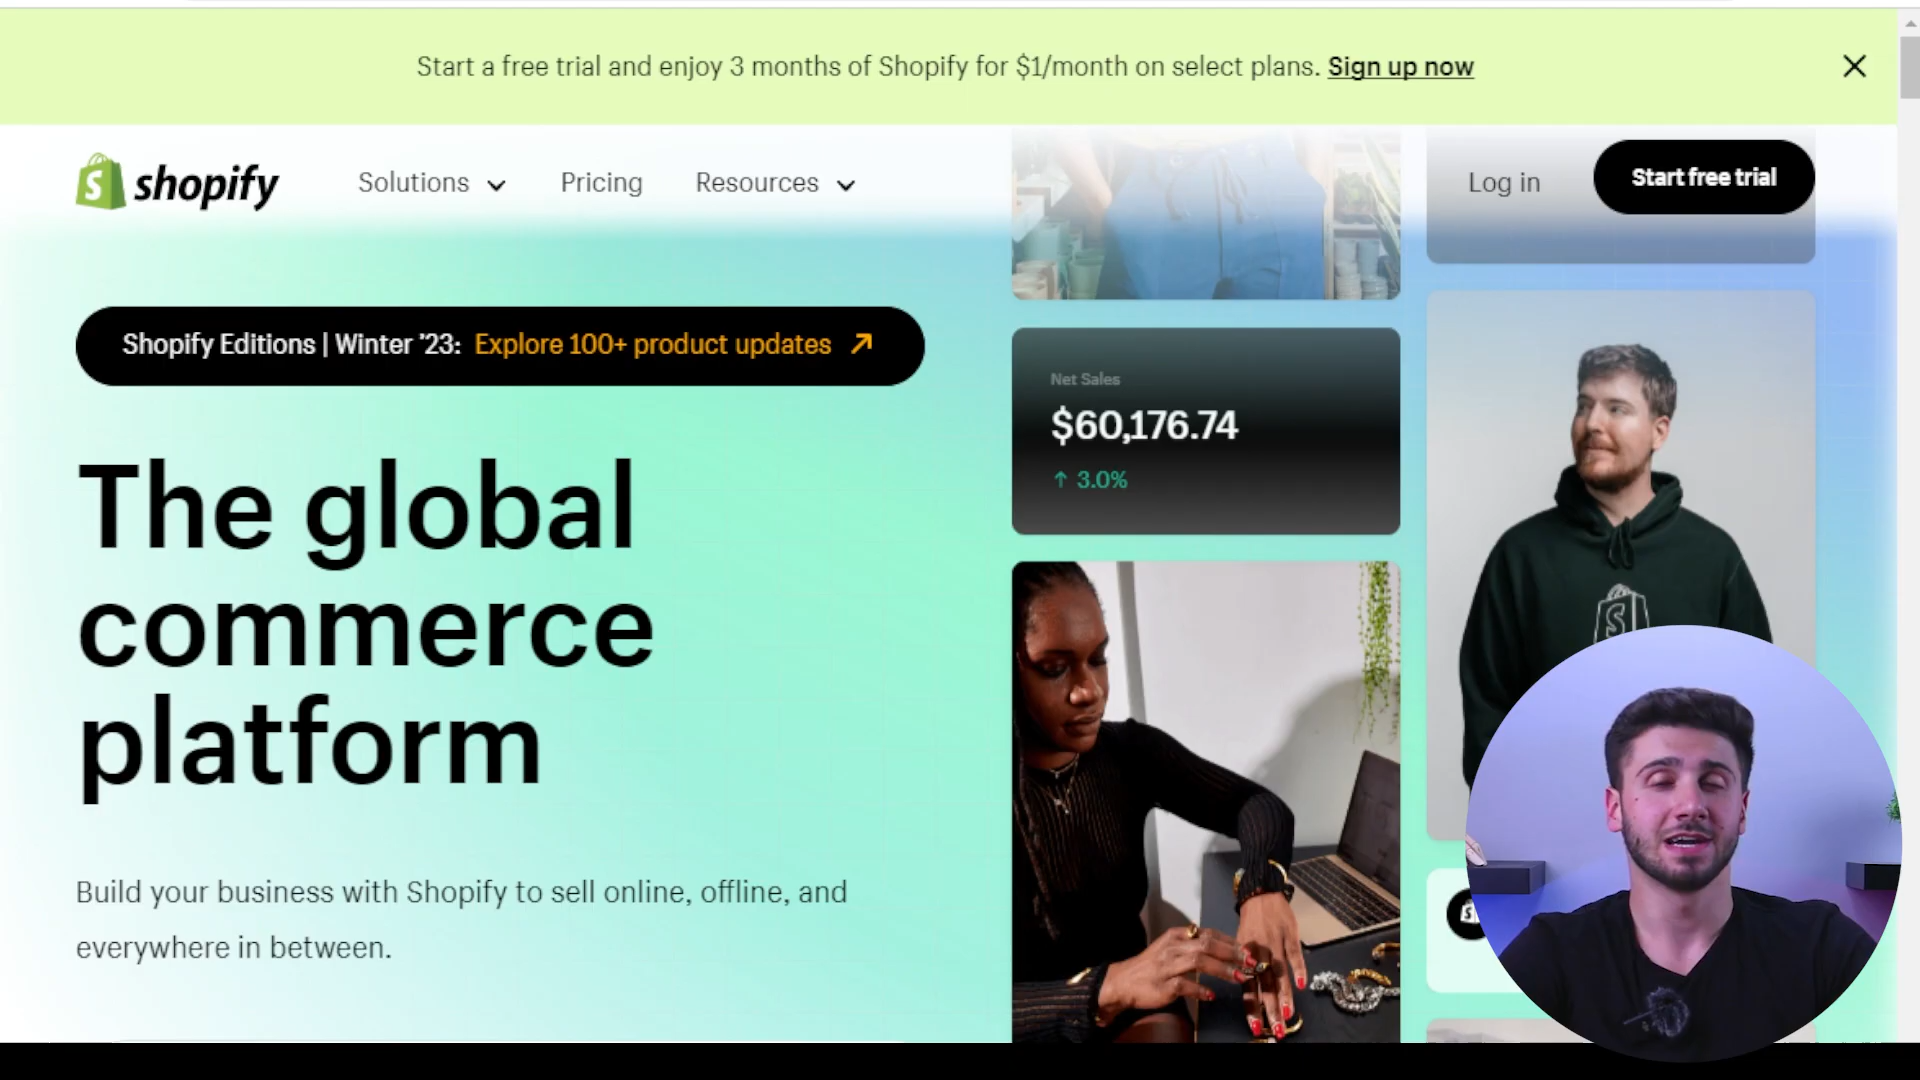 Start a free trial and enjoy 3 months of Shopify for $1/month on select plans. Sign up now
shopify
Solutions
Pricing
Resources
Log in
Start free trial
Shopify Editions | Winter '23: Explore 100+ product updates
The global
commerce
platform
Build your business with Shopify to sell online, offline, and
everywhere in between.
Net Sales
$60,176.74
↑ 3.0%